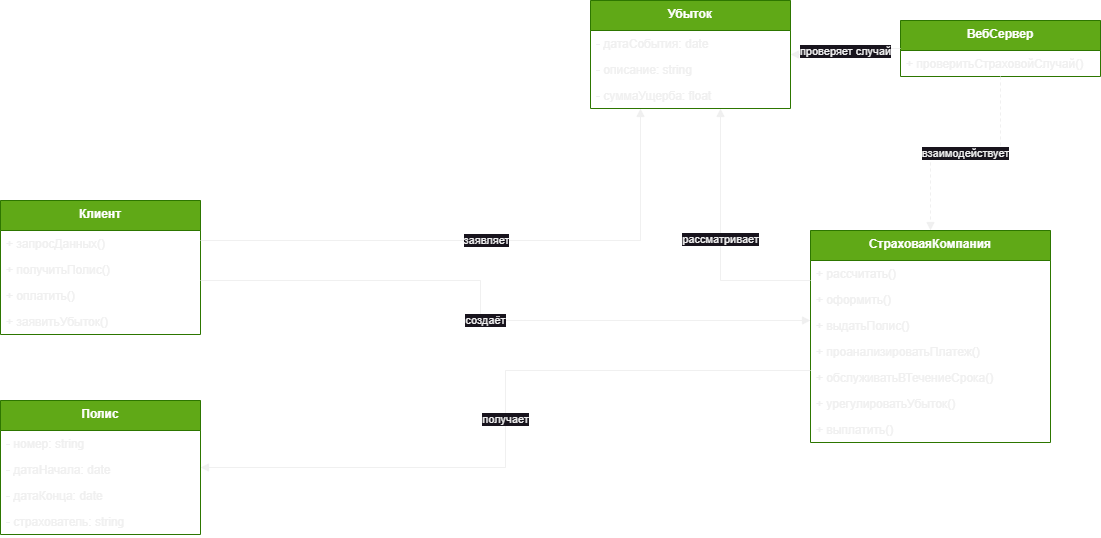 Убыток
- датаСобытия: date
- описание: string
- суммаУщерба: float
ВебСервер
+ проверитьСтраховойСлучай()
проверяет случай
взаимодействует
Клиент
+ запросДанных()
+ получитьПолис()
+ оплатить()
+ заявитьУбыток()
заявляет
рассматривает
создаёт
СтраховаяКомпания
+ рассчитать()
+ оформить()
+ выдатьПолис()
+ проанализироватьПлатеж()
+ обслуживатьВТечениеСрока()
+ урегулироватьУбыток()
+ выплатить()
получает
Полис
- номер: string
- датаНачала: date
- датаКонца: date
- страхователь: string